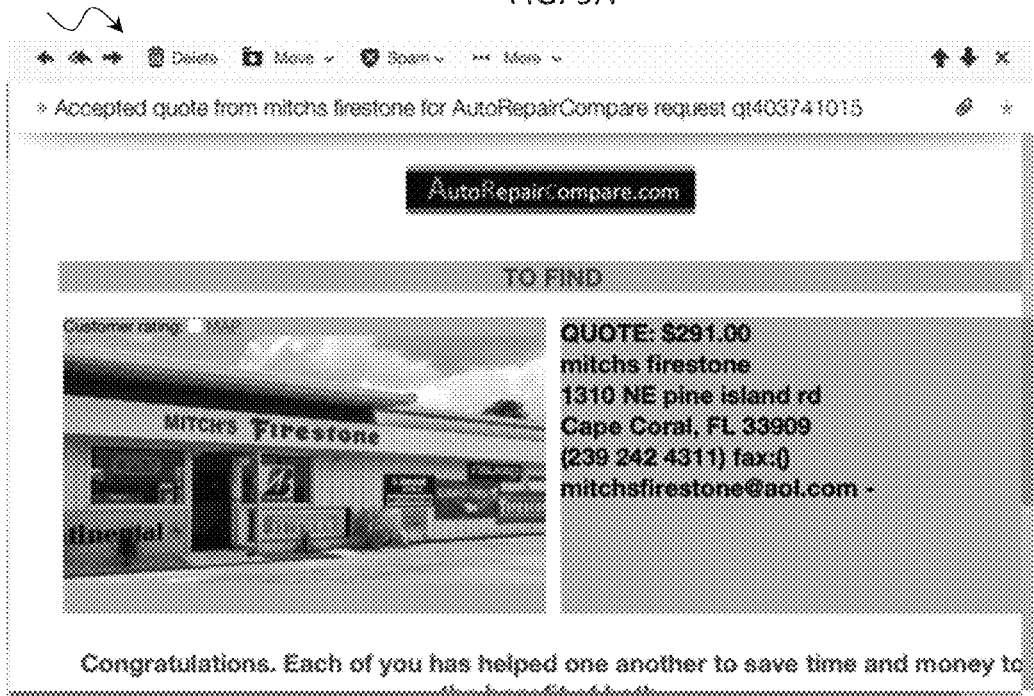 Delete Move Spam More
Accepted quote from mitchs firestone for AutoRepairCompare request qt403741015
AutoRepairCompare.com
TO FIND
Customer rating: MAP
MITCH'S Firestone
QUOTE: $291.00
mitchs firestone
1310 NE pine island rd
Cape Coral, FL 33909
(239 242 4311) fax:()
mitchsfirestone@aol.com -
Congratulations. Each of you has helped one another to save time and money to